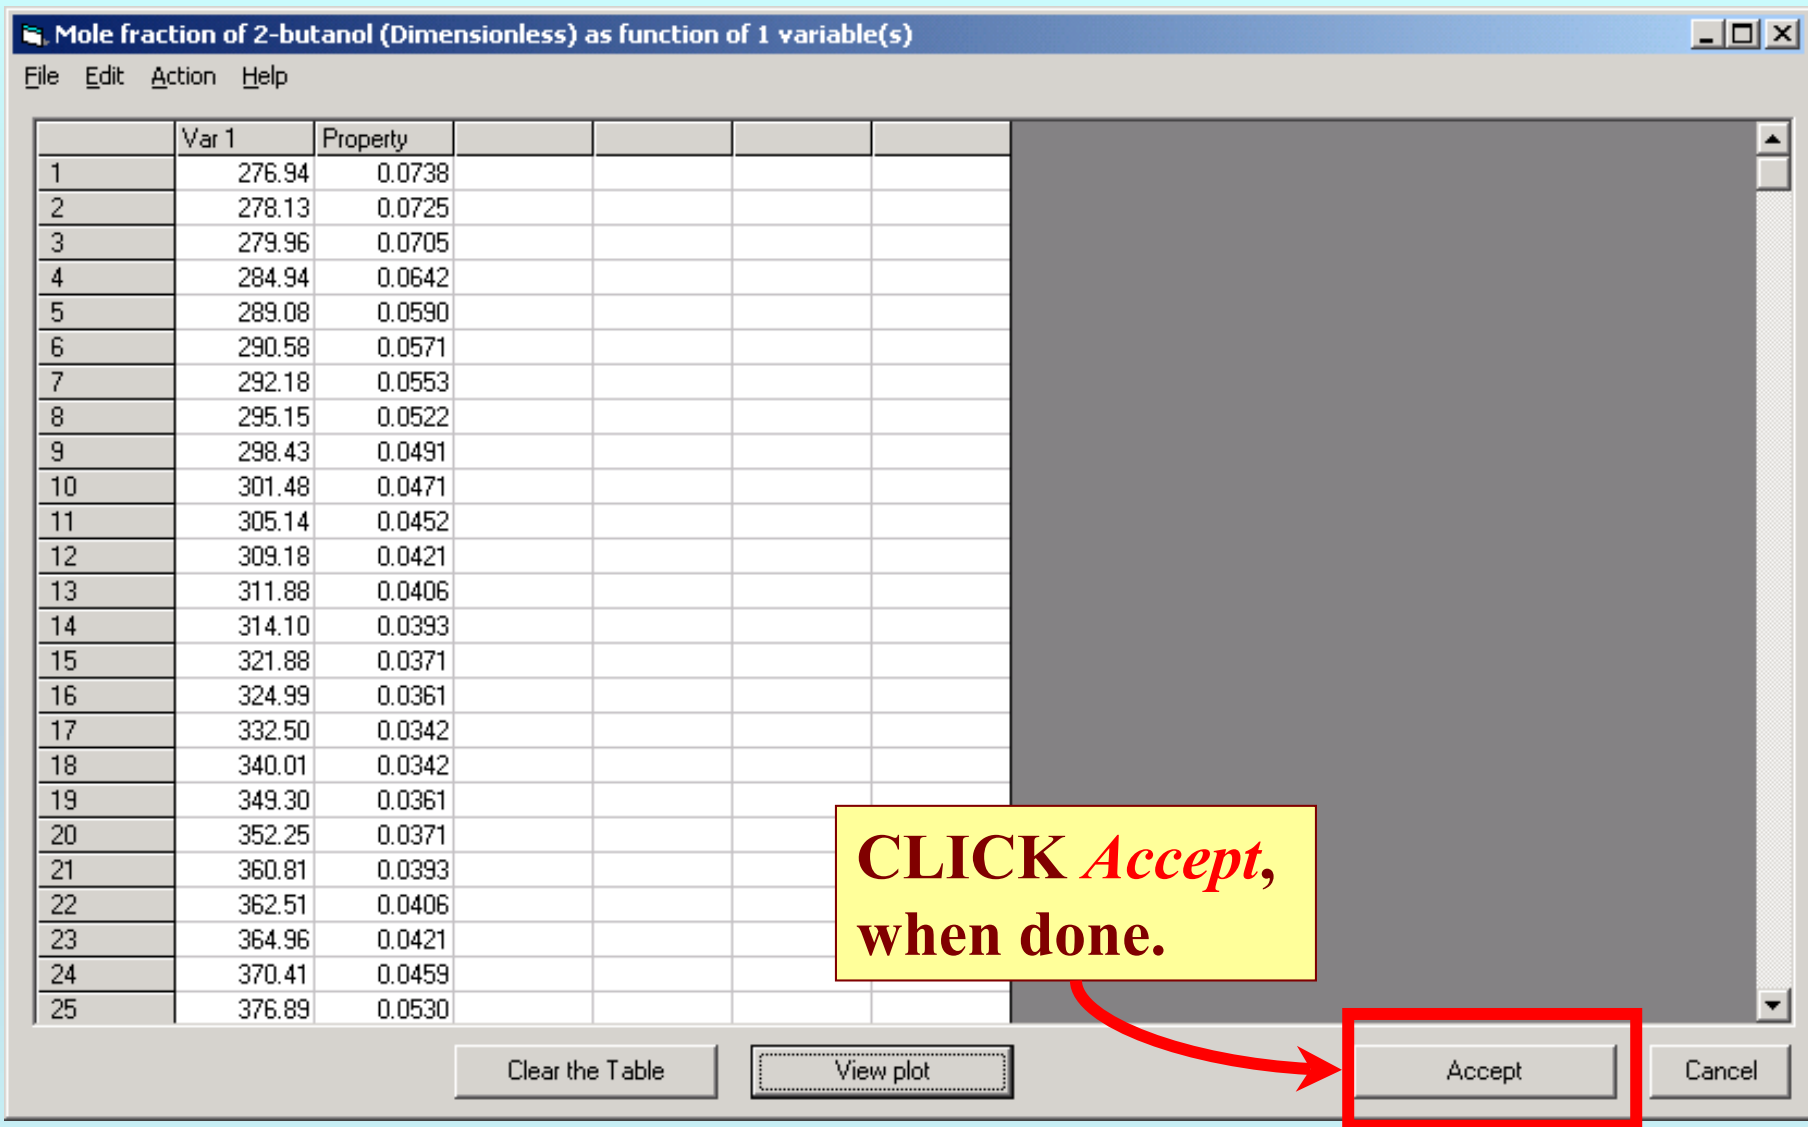 Mole fraction of 2-butanol (Dimensionless) as function of 1 variable(s)
File Edit Action Help
Var 1 Property
1 276.94 0.0738
2 278.13 0.0725
3 279.96 0.0705
4 284.94 0.0642
5 289.08 0.0590
6 290.58 0.0571
7 292.18 0.0553
8 295.15 0.0522
9 298.43 0.0491
10 301.48 0.0471
11 305.14 0.0452
12 309.18 0.0421
13 311.88 0.0406
14 314.10 0.0393
15 321.88 0.0371
16 324.99 0.0361
17 332.50 0.0342
18 340.01 0.0342
19 349.30 0.0361
20 352.25 0.0371
21 360.81 0.0393
22 362.51 0.0406
23 364.96 0.0421
24 370.41 0.0459
25 376.89 0.0530
CLICK Accept,
when done.
Clear the Table View plot Accept Cancel